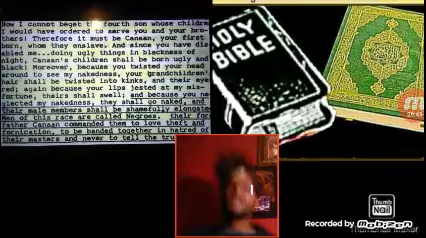 Now I cannot beget the fourth son whose children
I would have ordered to serve you and your bro-
thers! Therefore it must be Canaan, your first
born, whom they enslave. And since you have dis
abled me...doing ugly things in blackness of
night, Canaan's children shall be born ugly and
black! Moreover, because you twisted your head
around to see my nakedness, your grandchildren's
hair shall be twisted into kinks, and their eye
red; again because your lips jested at my mis-
fortune, theirs shall swell; and because you ne
glected my nakedness, they shall go naked, and
their male members shall be shamefully elongate
Men of this race are called Negroes, their for
father Canaan commanded them to love theft and
fornication, to be banded together in hatred of
their masters and never to tell the tru
HOLY
BIBLE
Thumb
Nail
Recorded by Mobizen